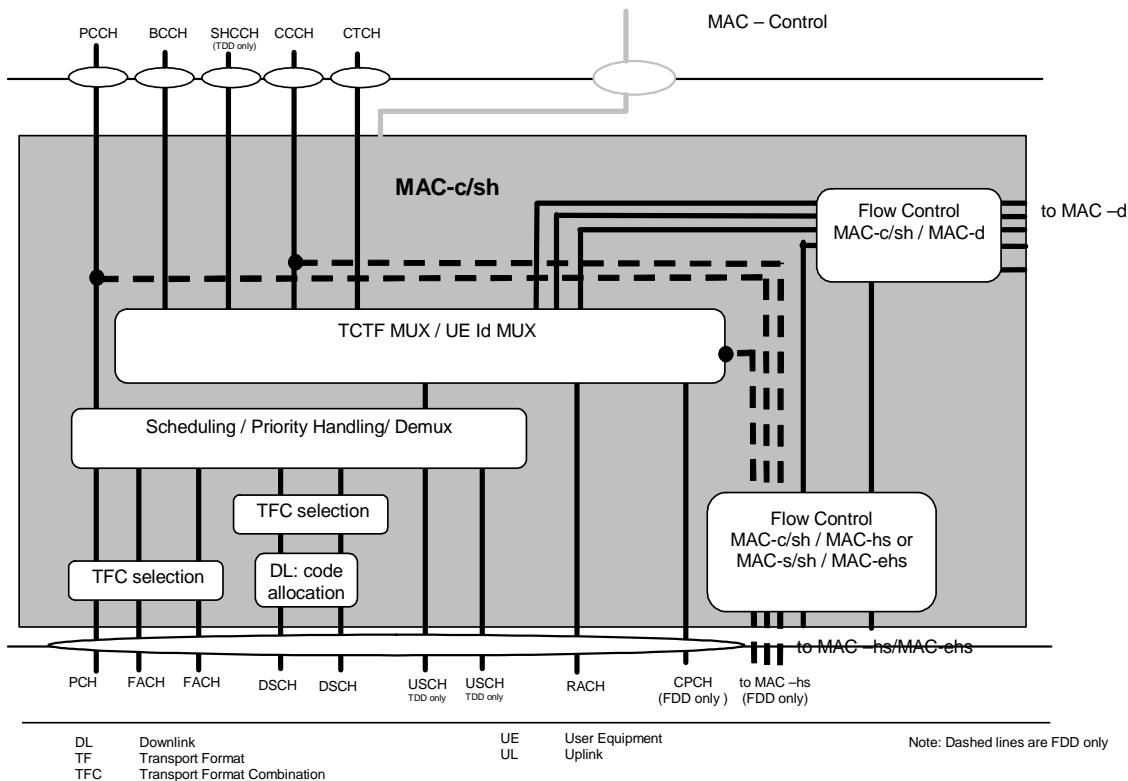 MAC – Control
PCCH
BCCH
SHCCH
(TDD only)
CCCH
CTCH
MAC-c/sh
Flow Control
MAC-c/sh / MAC-d
to MAC –d
TCTF MUX / UE Id MUX
Scheduling / Priority Handling/ Demux
TFC selection
TFC selection
DL: code
allocation
Flow Control
MAC-c/sh / MAC-hs or
MAC-s/sh / MAC-ehs
to MAC –hs/MAC-ehs
PCH
FACH
FACH
DSCH
DSCH
USCH
TDD only
USCH
TDD only
RACH
CPCH
(FDD only )
to MAC –hs
(FDD only)
DL Downlink
TF Transport Format
TFC Transport Format Combination
UE User Equipment
UL Uplink
Note: Dashed lines are FDD only